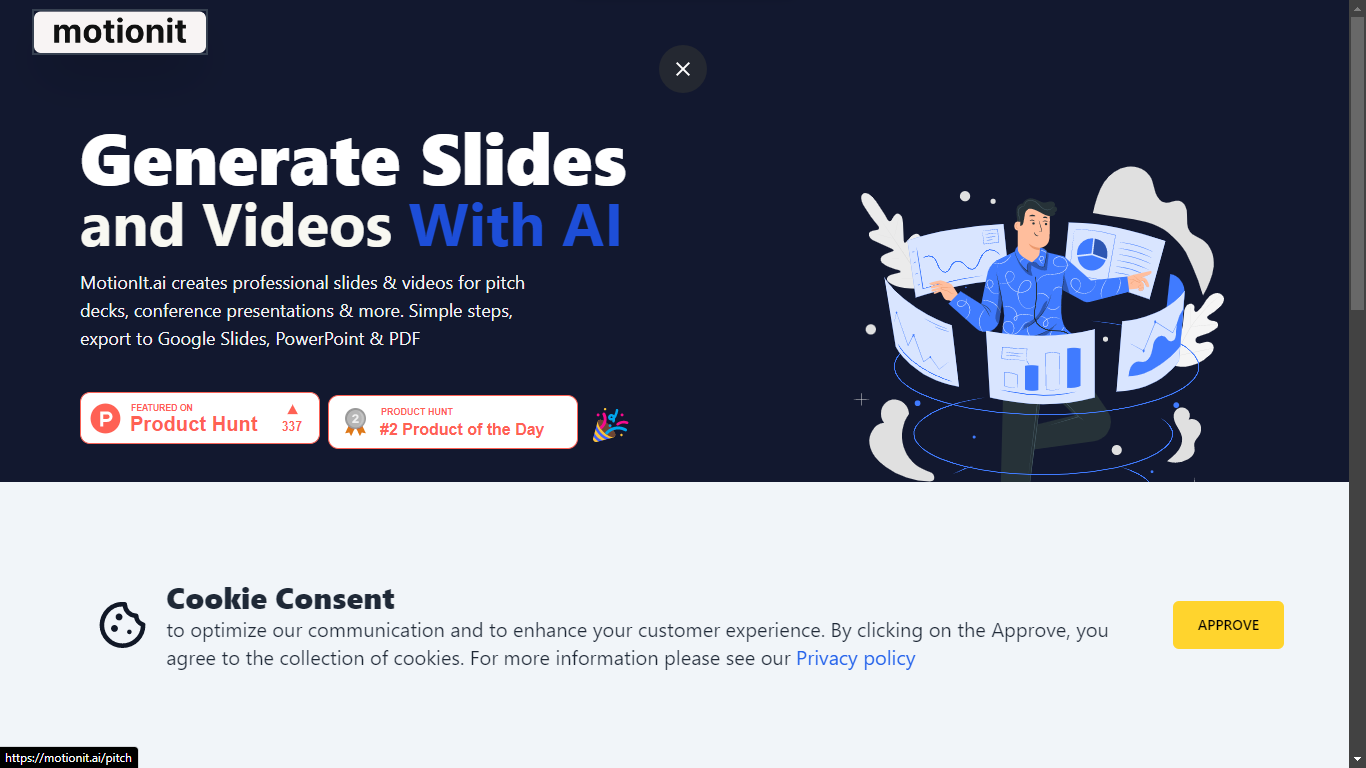 motionit
Generate Slides
and Videos With AI
MotionIt.ai creates professional slides & videos for pitch
decks, conference presentations & more. Simple steps,
export to Google Slides, PowerPoint & PDF
P
FEATURED ON
Product Hunt
▲
337
2
PRODUCT HUNT
#2 Product of the Day
Cookie Consent
to optimize our communication and to enhance your customer experience. By clicking on the Approve, you
agree to the collection of cookies. For more information please see our Privacy policy
APPROVE
https://motionit.ai/pitch